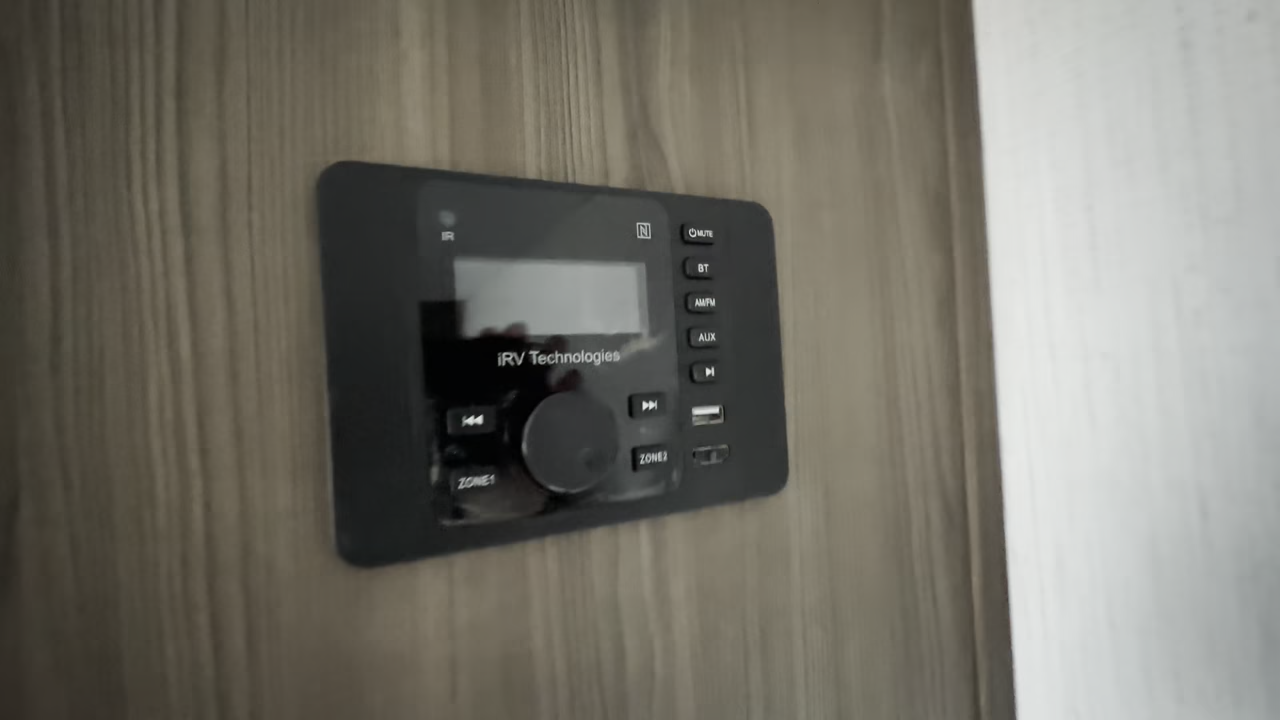 IR
N
MUTE
BT
AM/FM
AUX
iRV Technologies
ZONE1
ZONE2